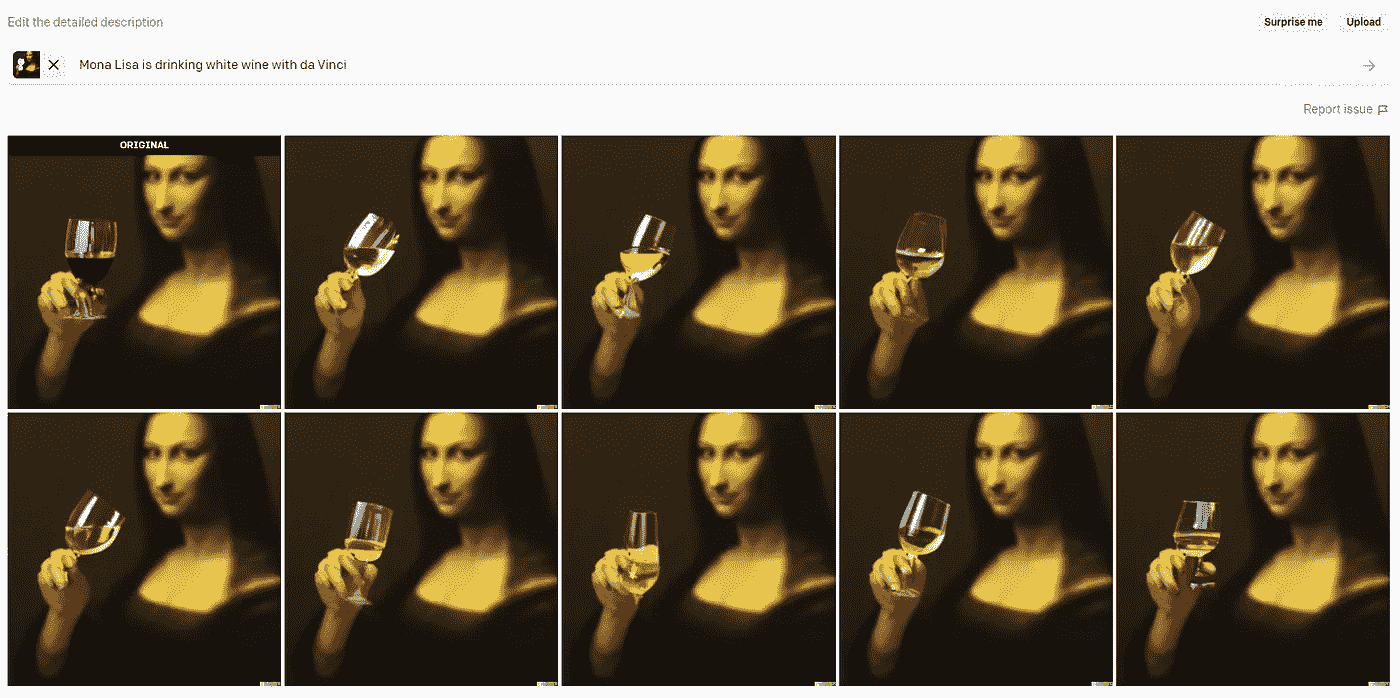 Edit the detailed description
Surprise me
Upload
Mona Lisa is drinking white wine with da Vinci
Report issue
ORIGINAL